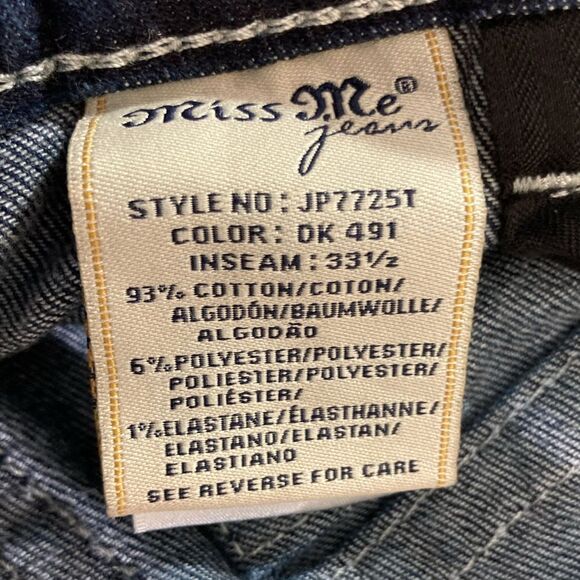 Miss Me®
jeans
STYLE NO : JP7725T
COLOR : DK 491
INSEAM : 33½
93% COTTON/COTON/
ALGODÓN/BAUMWOLLE/
ALGODÃO
6% POLYESTER/POLYESTER/
POLIESTER/POLYESTER/
POLIÉSTER/
1% ELASTANE/ÉLASTHANNE/
ELASTANO/ELASTAN/
ELASTIANO
SEE REVERSE FOR CARE